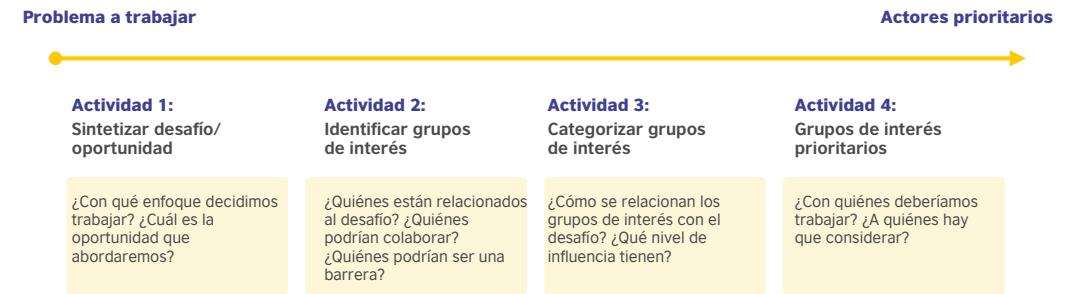 Problema a trabajar
Actores prioritarios
Actividad 1:
Sintetizar desafío/
oportunidad
¿Con qué enfoque decidimos
trabajar? ¿Cuál es la
oportunidad que
abordaremos?
Actividad 2:
Identificar grupos
de interés
¿Quiénes están relacionados
al desafío? ¿Quiénes
podrían colaborar?
¿Quiénes podrían ser una
barrera?
Actividad 3:
Categorizar grupos
de interés
¿Cómo se relacionan los
grupos de interés con el
desafío? ¿Qué nivel de
influencia tienen?
Actividad 4:
Grupos de interés
prioritarios
¿Con quiénes deberíamos
trabajar? ¿A quiénes hay
que considerar?